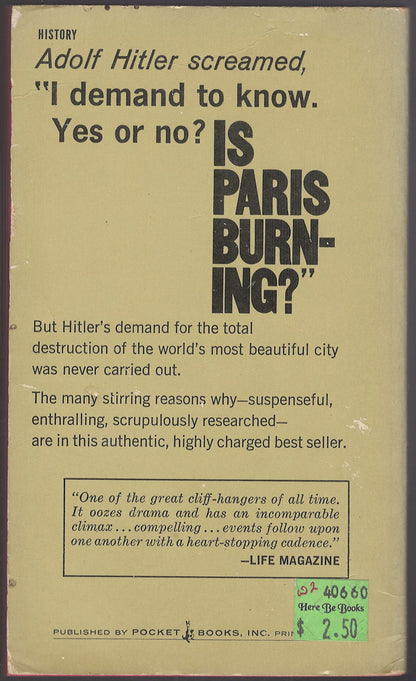 HISTORY
Adolf Hitler screamed,
"I demand to know.
Yes or no? IS
PARIS
BURN-
ING?"
But Hitler's demand for the total
destruction of the world's most beautiful city
was never carried out.
The many stirring reasons why—suspenseful,
enthralling, scrupulously researched—
are in this authentic, highly charged best seller.
"One of the great cliff-hangers of all time.
It oozes drama and has an incomparable
climax...compelling...events follow upon
one another with a heart-stopping cadence."
—LIFE MAGAZINE
40660
Here Be Books
$ 2.50
PUBLISHED BY POCKET BOOKS, INC.